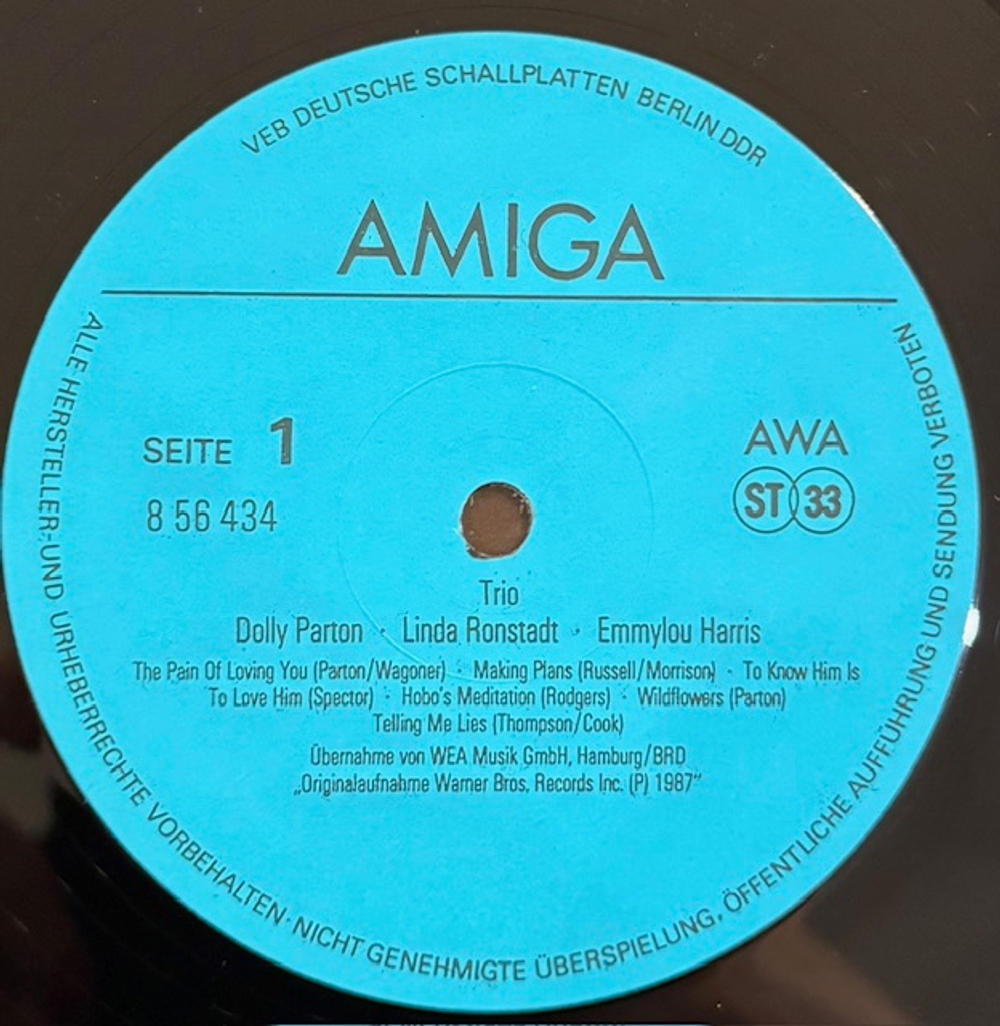 VEB DEUTSCHE SCHALLPLATTEN BERLIN DDR
AMIGA
SEITE 1
8 56 434
AWA
ST 33
Trio
Dolly Parton · Linda Ronstadt · Emmylou Harris
The Pain Of Loving You (Parton/Wagoner) · Making Plans (Russell/Morrison) · To Know Him Is
To Love Him (Spector) · Hobo's Meditation (Rodgers) · Wildflowers (Parton)
Telling Me Lies (Thompson/Cook)
Übernahme von WEA Musik GmbH, Hamburg/BRD
„Originalaufnahme Warner Bros, Records Inc. (P) 1987“
ALLE HERSTELLER-UND URHEBERRECHTE VORBEHALTEN·NICHT GENEHMIGTE ÜBERSPIELUNG, ÖFFENTLICHE AUFFÜHRUNG UND SENDUNG VERBOTEN